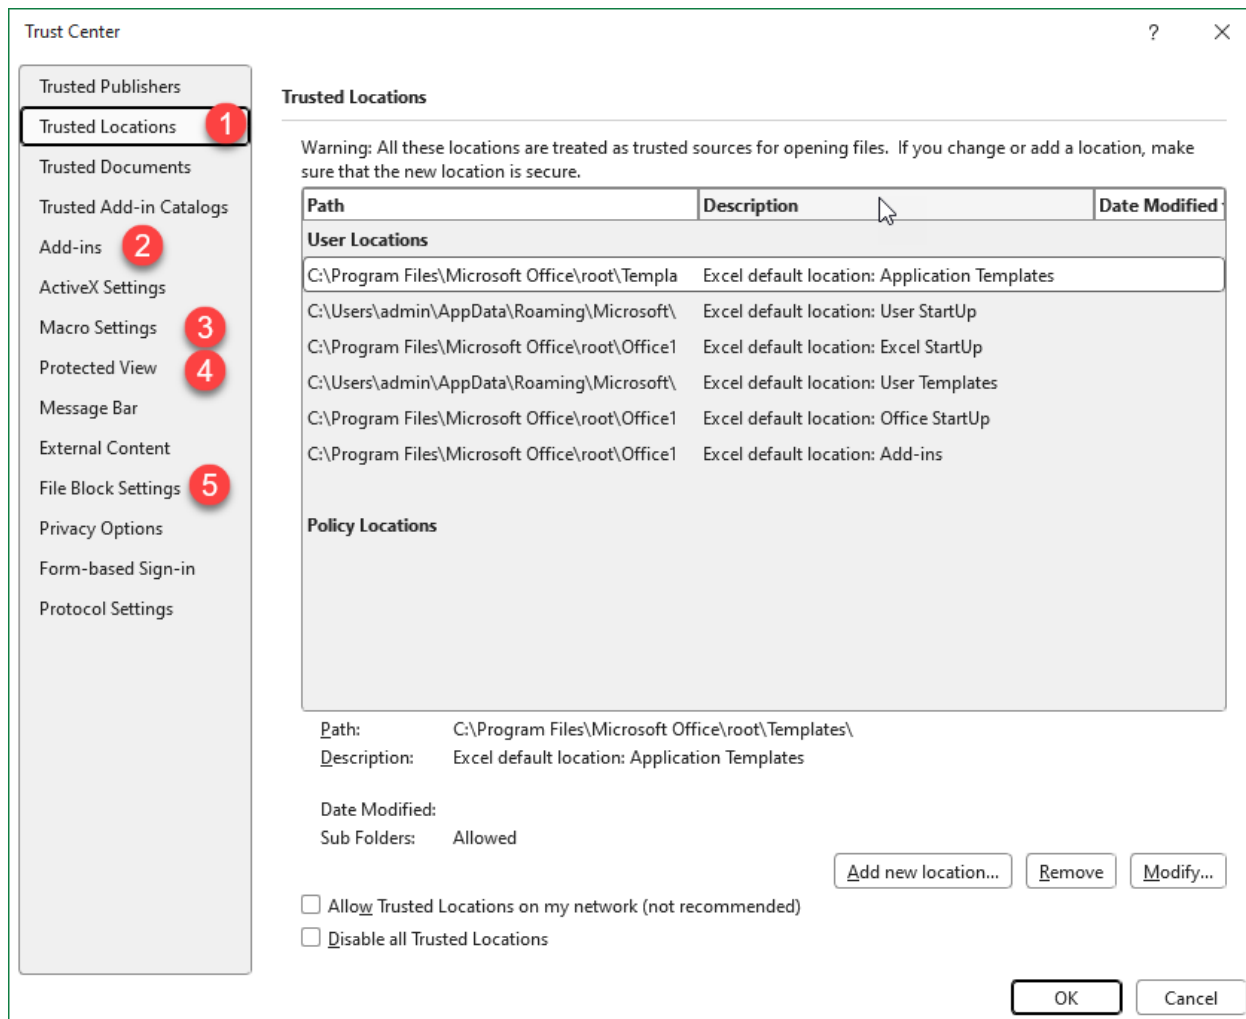 Trust Center
?
Trusted Publishers
Trusted Locations 1
Trusted Documents
Trusted Add-in Catalogs
Add-ins 2
ActiveX Settings
Macro Settings 3
Protected View 4
Message Bar
External Content
File Block Settings 5
Privacy Options
Form-based Sign-in
Protocol Settings
Trusted Locations
Warning: All these locations are treated as trusted sources for opening files. If you change or add a location, make
sure that the new location is secure.
Path Description Date Modified
User Locations
C:\Program Files\Microsoft Office\root\Templa Excel default location: Application Templates
C:\Users\admin\AppData\Roaming\Microsoft\ Excel default location: User StartUp
C:\Program Files\Microsoft Office\root\Office1 Excel default location: Excel StartUp
C:\Users\admin\AppData\Roaming\Microsoft\ Excel default location: User Templates
C:\Program Files\Microsoft Office\root\Office1 Excel default location: Office StartUp
C:\Program Files\Microsoft Office\root\Office1 Excel default location: Add-ins
Policy Locations
Path: C:\Program Files\Microsoft Office\root\Templates\
Description: Excel default location: Application Templates
Date Modified:
Sub Folders: Allowed
Add new location... Remove Modify...
Allow Trusted Locations on my network (not recommended)
Disable all Trusted Locations
OK Cancel